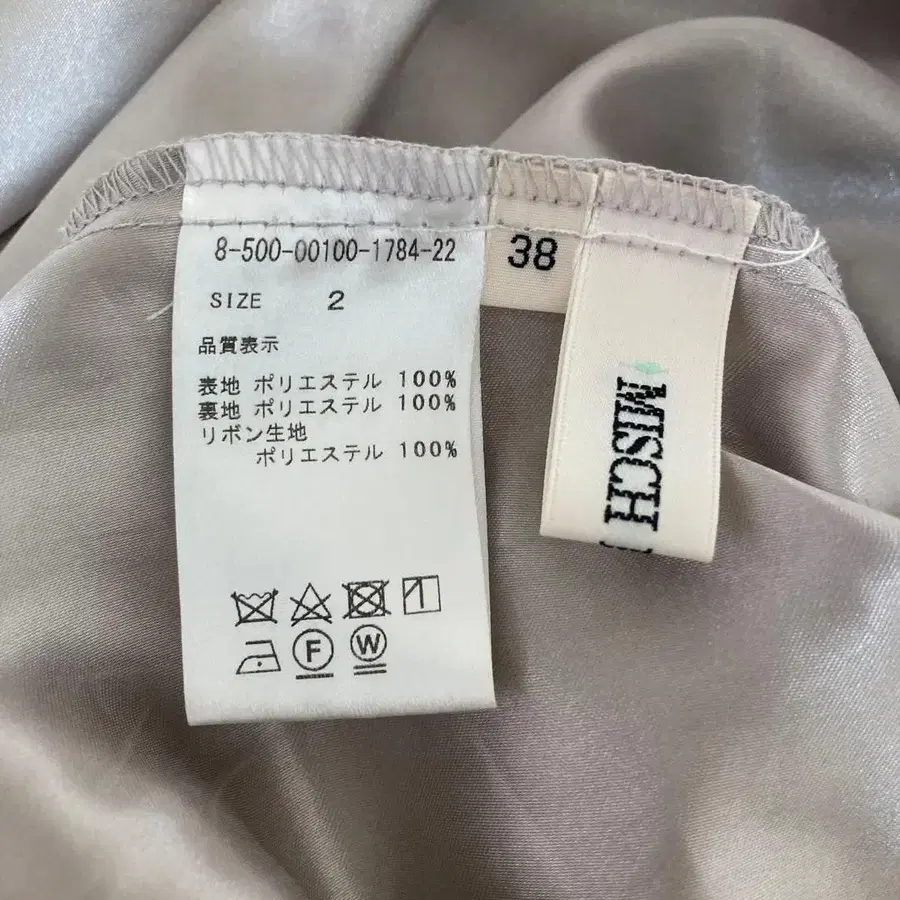 8-500-00100-1784-22
SIZE 2
品質表示
表地 ポリエステル 100%
裏地 ポリエステル 100%
リボン生地
ポリエステル 100%
F W
38
MISCH